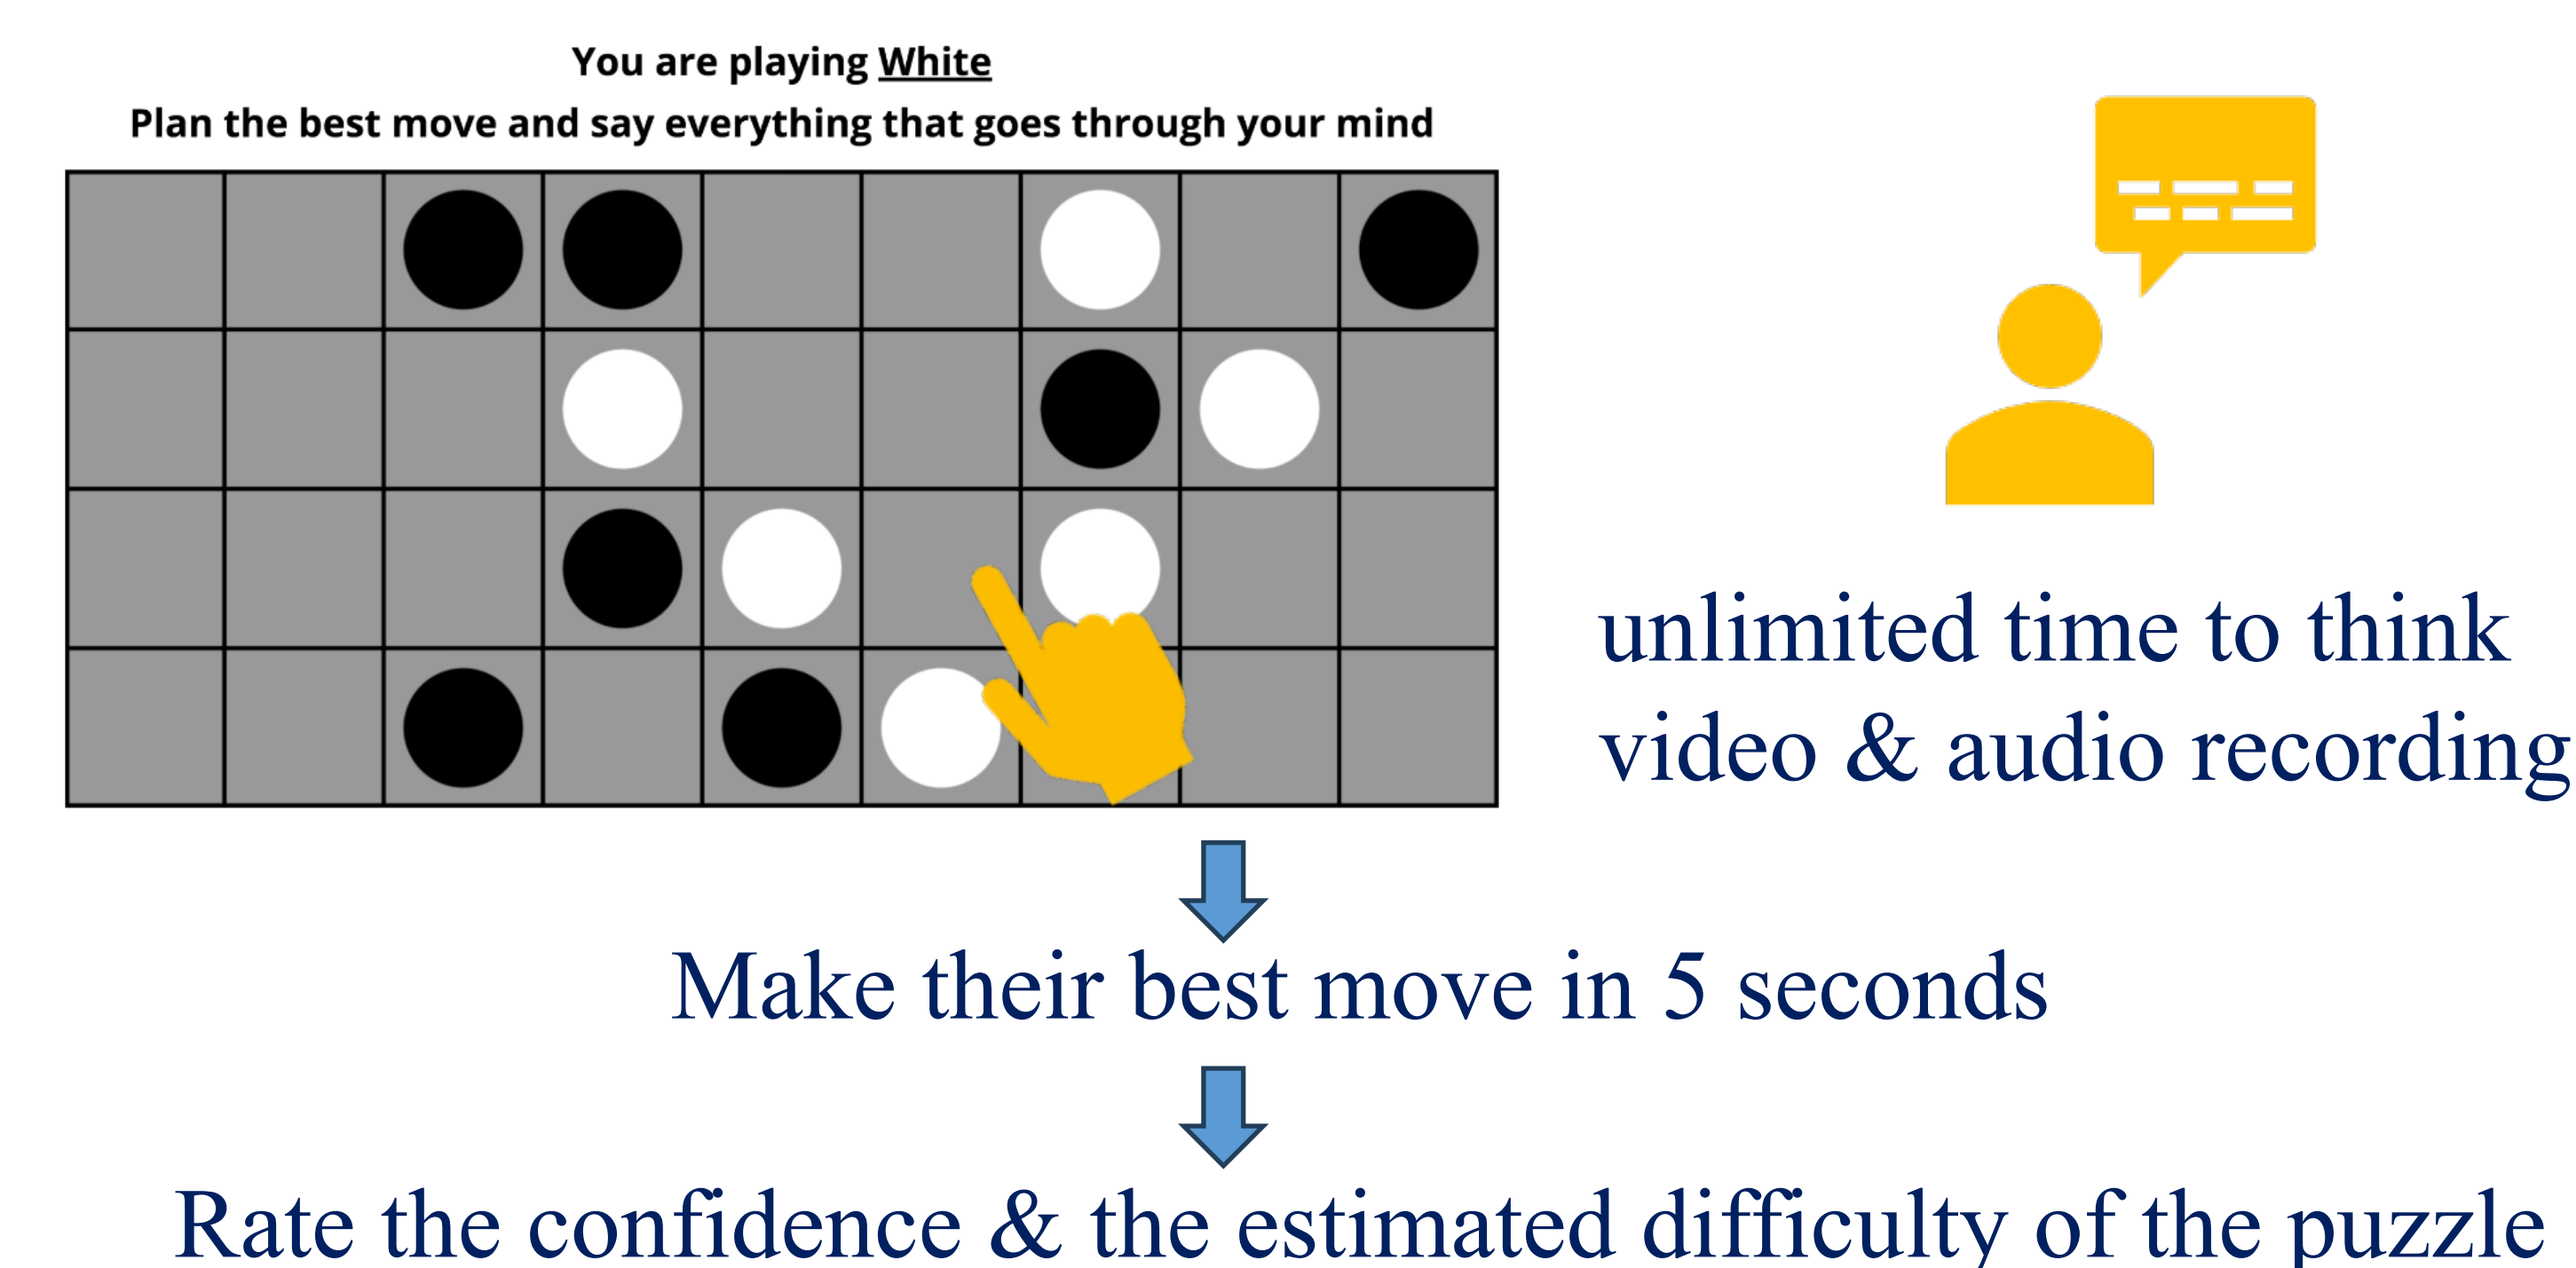 You are playing White
Plan the best move and say everything that goes through your mind
unlimited time to think
video & audio recording
Make their best move in 5 seconds
Rate the confidence & the estimated difficulty of the puzzle